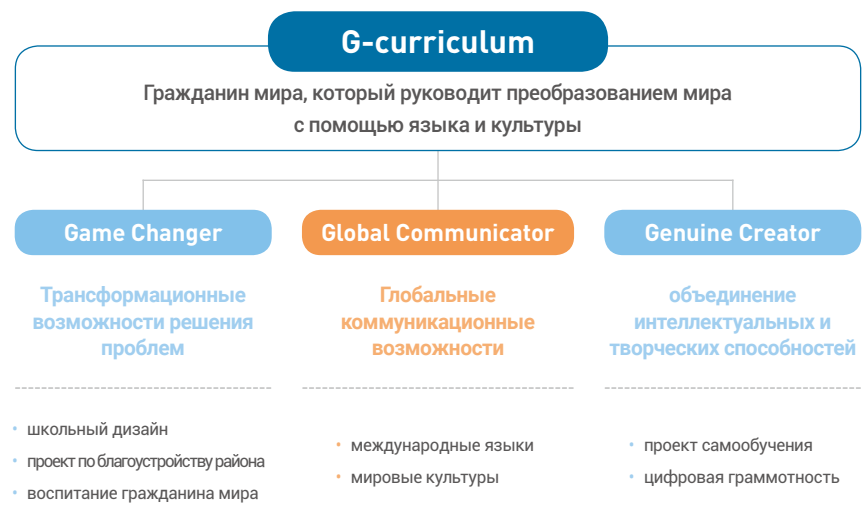 G-curriculum
Гражданин мира, который руководит преобразованием мира
с помощью языка и культуры
Game Changer
Трансформационные
возможности решения
проблем
• школьный дизайн
• проект по благоустройству района
• воспитание гражданина мира
Global Communicator
Глобальные
коммуникационные
возможности
• международные языки
• мировые культуры
Genuine Creator
объединение
интеллектуальных и
творческих способностей
• проект самообучения
• цифровая граммотность